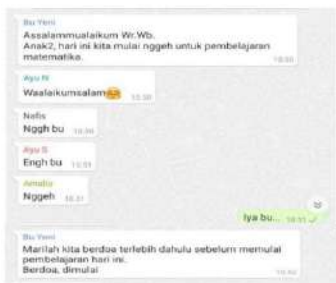 Bu Yeni
Assalammualaikum Wr.Wb.
Anak2, hari ini kita mulai nggeh untuk pembelajaran
matematika.
Ayu N
Waalaikumsalam😊
Nafis
Nggh bu
Ayu S
Engh bu
Amalia
Nggeh
Iya bu...
Bu Yeni
Marilah kita berdoa terlebih dahulu sebelum memulai
pembelajaran hari ini.
Berdoa, dimulai